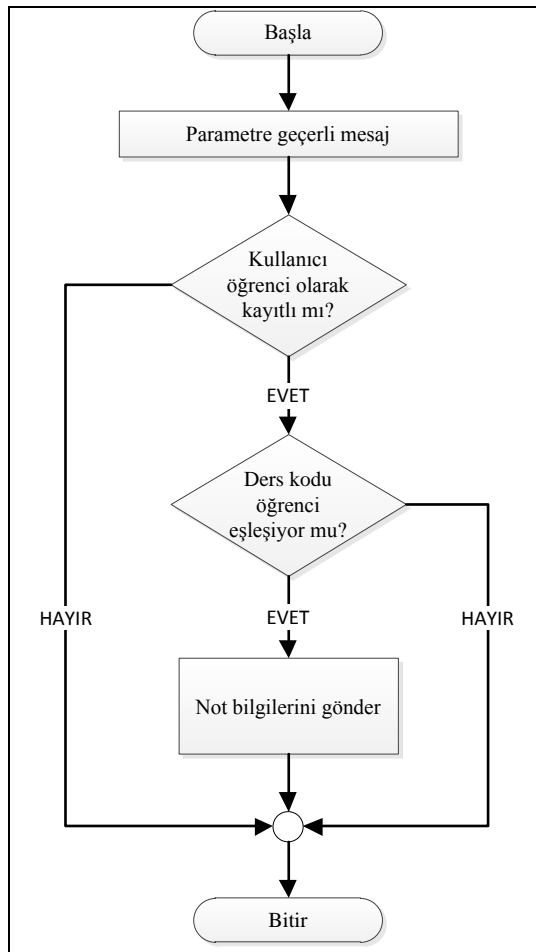 Başla
Parametre geçerli mesaj
Kullanıcı
öğrenci olarak
kayıtlı mı?
EVET
Ders kodu
öğrenci
eşleşiyor mu?
HAYIR
EVET
HAYIR
Not bilgilerini gönder
Bitir